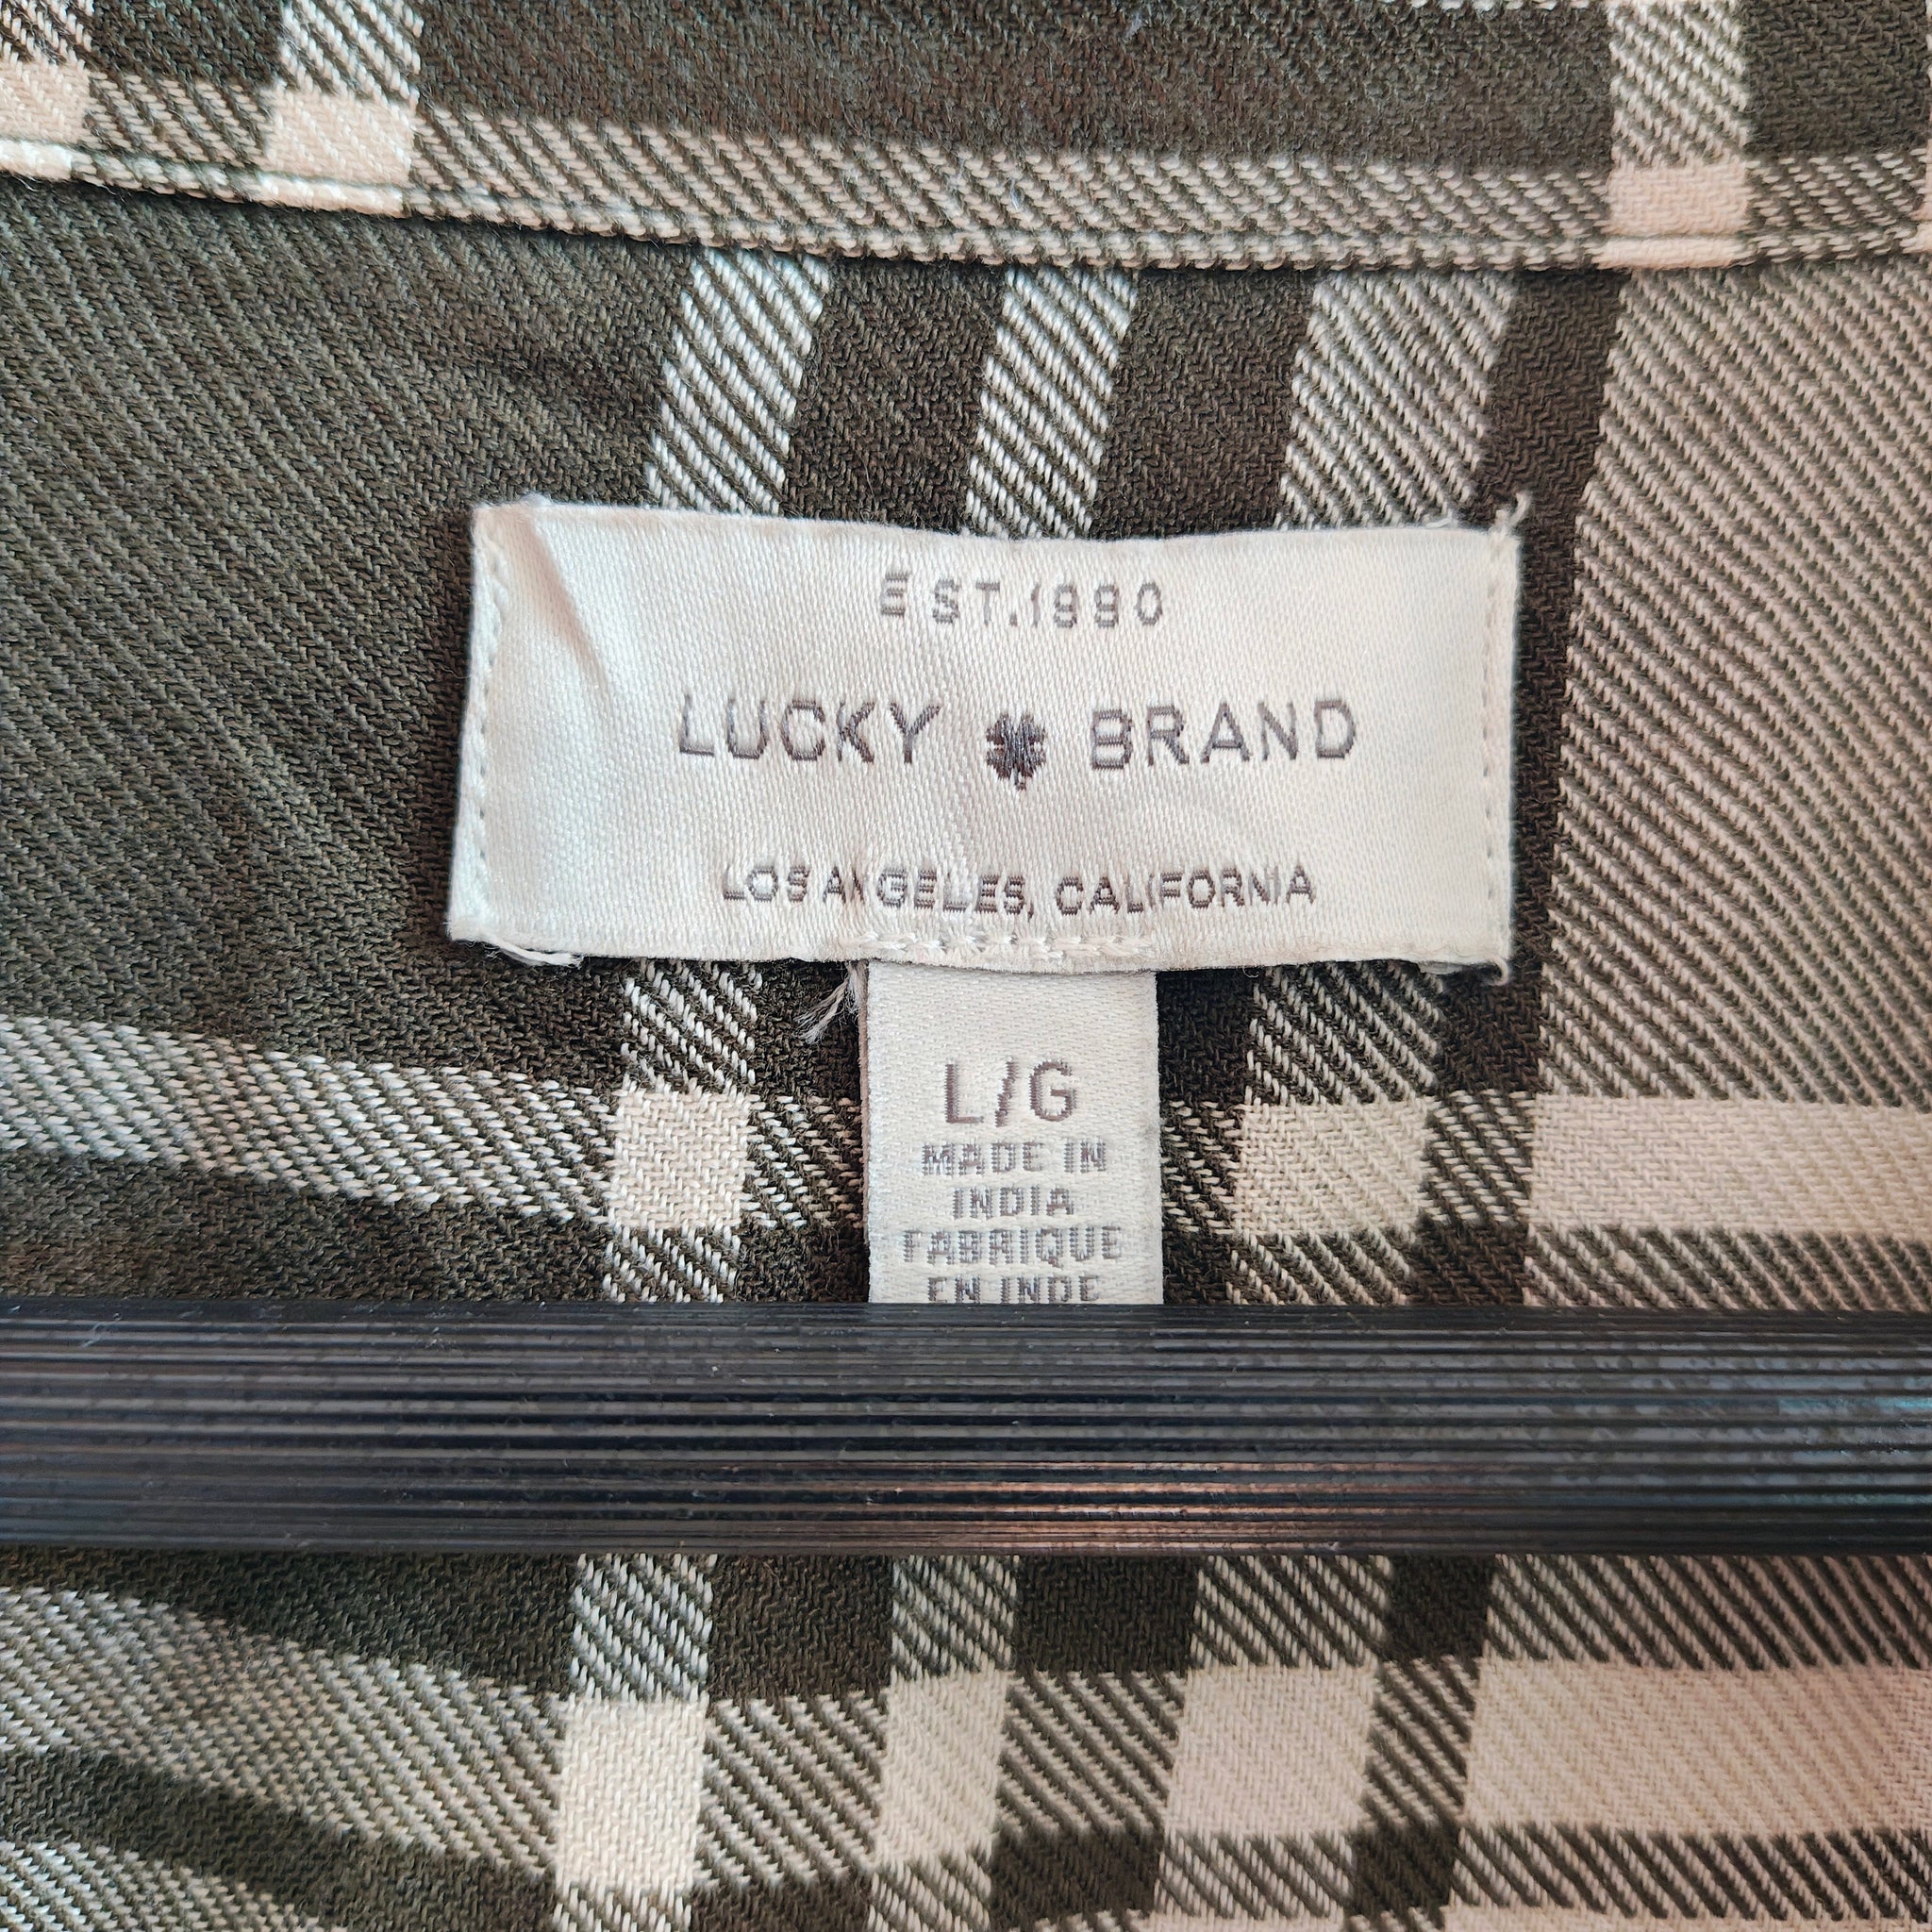 EST.1990
LUCKY BRAND
LOS ANGELES, CALIFORNIA
L/G
MADE IN
INDIA
FABRIQUE
EN INDE